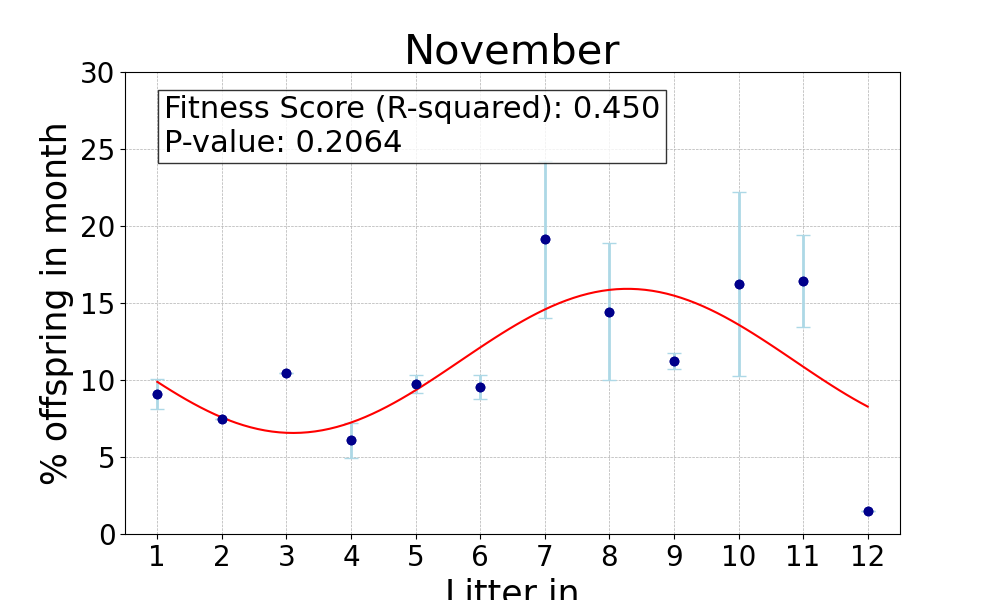 November
Fitness Score (R-squared): 0.450
P-value: 0.2064
% offspring in month
30
25
20
15
10
5
0
1 2 3 4 5 6 7 8 9 10 11 12
Litter in